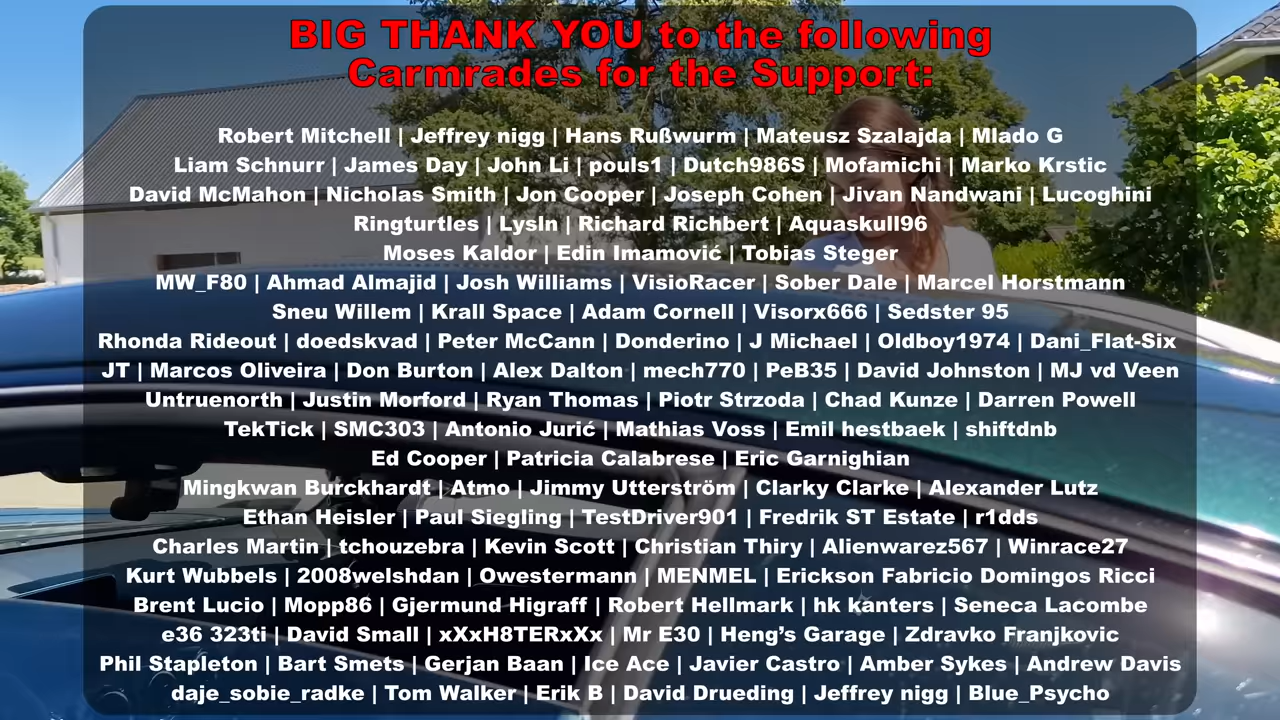 BIG THANK YOU to the following
Carmrades for the Support:
Robert Mitchell | Jeffrey nigg | Hans Rußwurm | Mateusz Szalajda | Mlado G
Liam Schnurr | James Day | John Li | pouls1 | Dutch986S | Mofamichi | Marko Krstic
David McMahon | Nicholas Smith | Jon Cooper | Joseph Cohen | Jivan Nandwani | Lucoghini
Ringturtles | Lysln | Richard Richbert | Aquaskull96
Moses Kaldor | Edin Imamović | Tobias Steger
MW_F80 | Ahmad Almajid | Josh Williams | VisioRacer | Sober Dale | Marcel Horstmann
Sneu Willem | Krall Space | Adam Cornell | Visorx666 | Sedster 95
Rhonda Rideout | doedskvad | Peter McCann | Donderino | J Michael | Oldboy1974 | Dani_Flat-Six
JT | Marcos Oliveira | Don Burton | Alex Dalton | mech770 | PeB35 | David Johnston | MJ vd Veen
Untruenorth | Justin Morford | Ryan Thomas | Piotr Strzoda | Chad Kunze | Darren Powell
TekTick | SMC303 | Antonio Jurić | Mathias Voss | Emil hestbaek | shiftdnb
Ed Cooper | Patricia Calabrese | Eric Garnighian
Mingkwan Burckhardt | Atmo | Jimmy Utterström | Clarky Clarke | Alexander Lutz
Ethan Heisler | Paul Siegling | TestDriver901 | Fredrik ST Estate | r1dds
Charles Martin | tchouzebra | Kevin Scott | Christian Thiry | Alienwarez567 | Winrace27
Kurt Wubbels | 2008welshdan | Owestermann | MENMEL | Erickson Fabricio Domingos Ricci
Brent Lucio | Mopp86 | Gjermund Higraff | Robert Hellmark | hk kanters | Seneca Lacombe
e36 323ti | David Small | xXxH8TERxXx | Mr E30 | Heng’s Garage | Zdravko Franjkovic
Phil Stapleton | Bart Smets | Gerjan Baan | Ice Ace | Javier Castro | Amber Sykes | Andrew Davis
daje_sobie_radke | Tom Walker | Erik B | David Drueding | Jeffrey nigg | Blue_Psycho